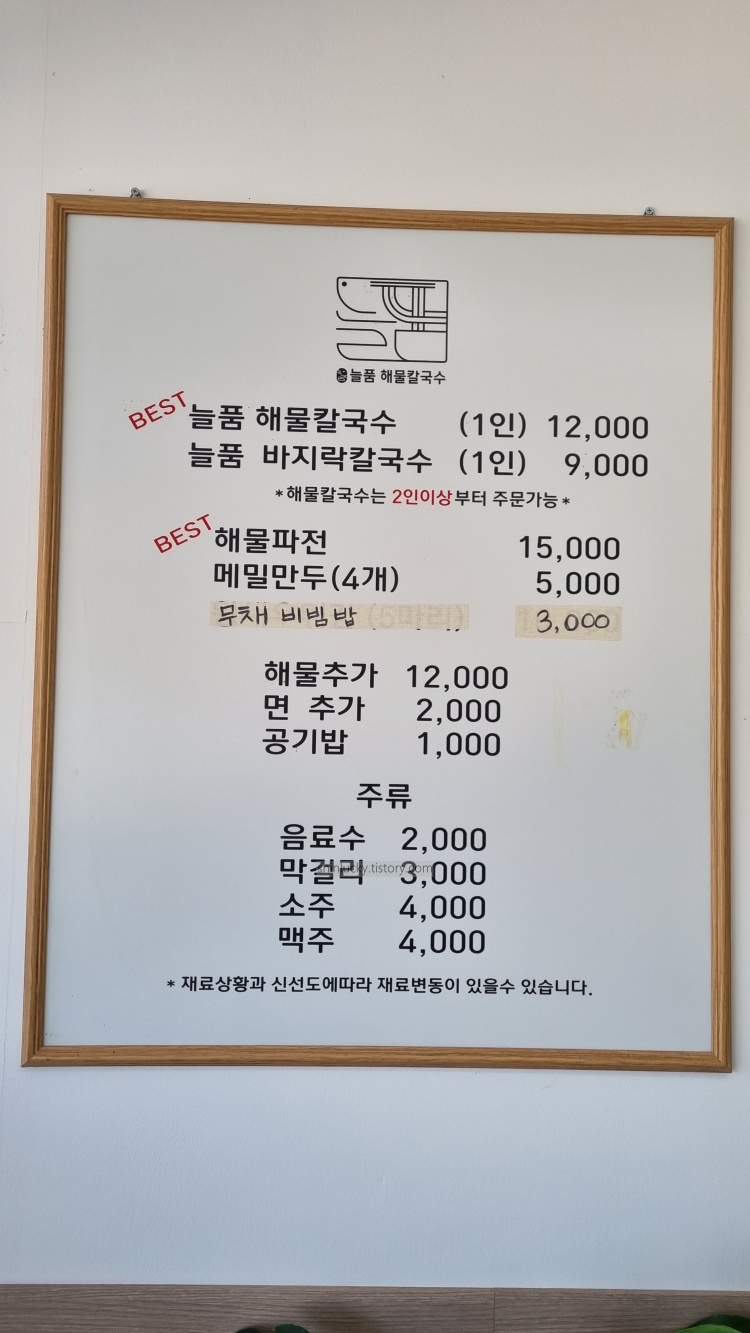 늘품 해물칼국수
BEST 늘품 해물칼국수 (1인) 12,000
늘품 바지락칼국수 (1인) 9,000
*해물칼국수는 2인이상부터 주문가능*
BEST 해물파전 15,000
메밀만두(4개) 5,000
무채 비빔밥 3,000
해물추가 12,000
면 추가 2,000
공기밥 1,000
주류
음료수 2,000
막걸리 3,000
소주 4,000
맥주 4,000
* 재료상황과 신선도에따라 재료변동이 있을수 있습니다.